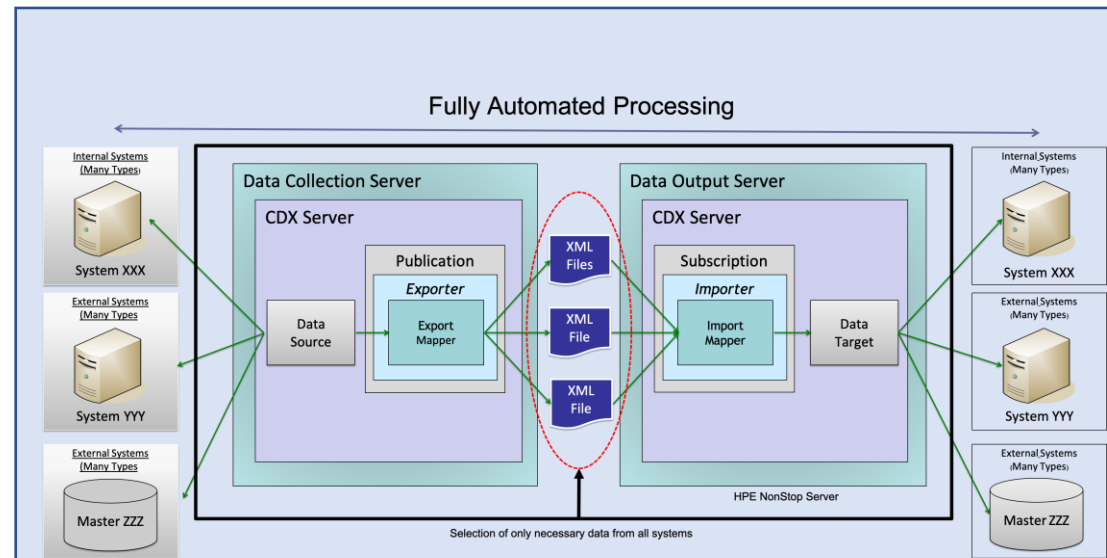 Fully Automated Processing
Internal Systems
(Many Types)
System XXX
External Systems
(Many Types
System YYY
External Systems
(Many Types
Master ZZZ
Data Collection Server
CDX Server
Data
Source
Publication
Exporter
Export
Mapper
XML
Files
XML
File
XML
File
Data Output Server
CDX Server
Subscription
Importer
Import
Mapper
Data
Target
HPE NonStop Server
Selection of only necessary data from all systems
Internal Systems
(Many Types)
System XXX
External Systems
(Many Types)
System YYY
External Systems
(Many Types)
Master ZZZ